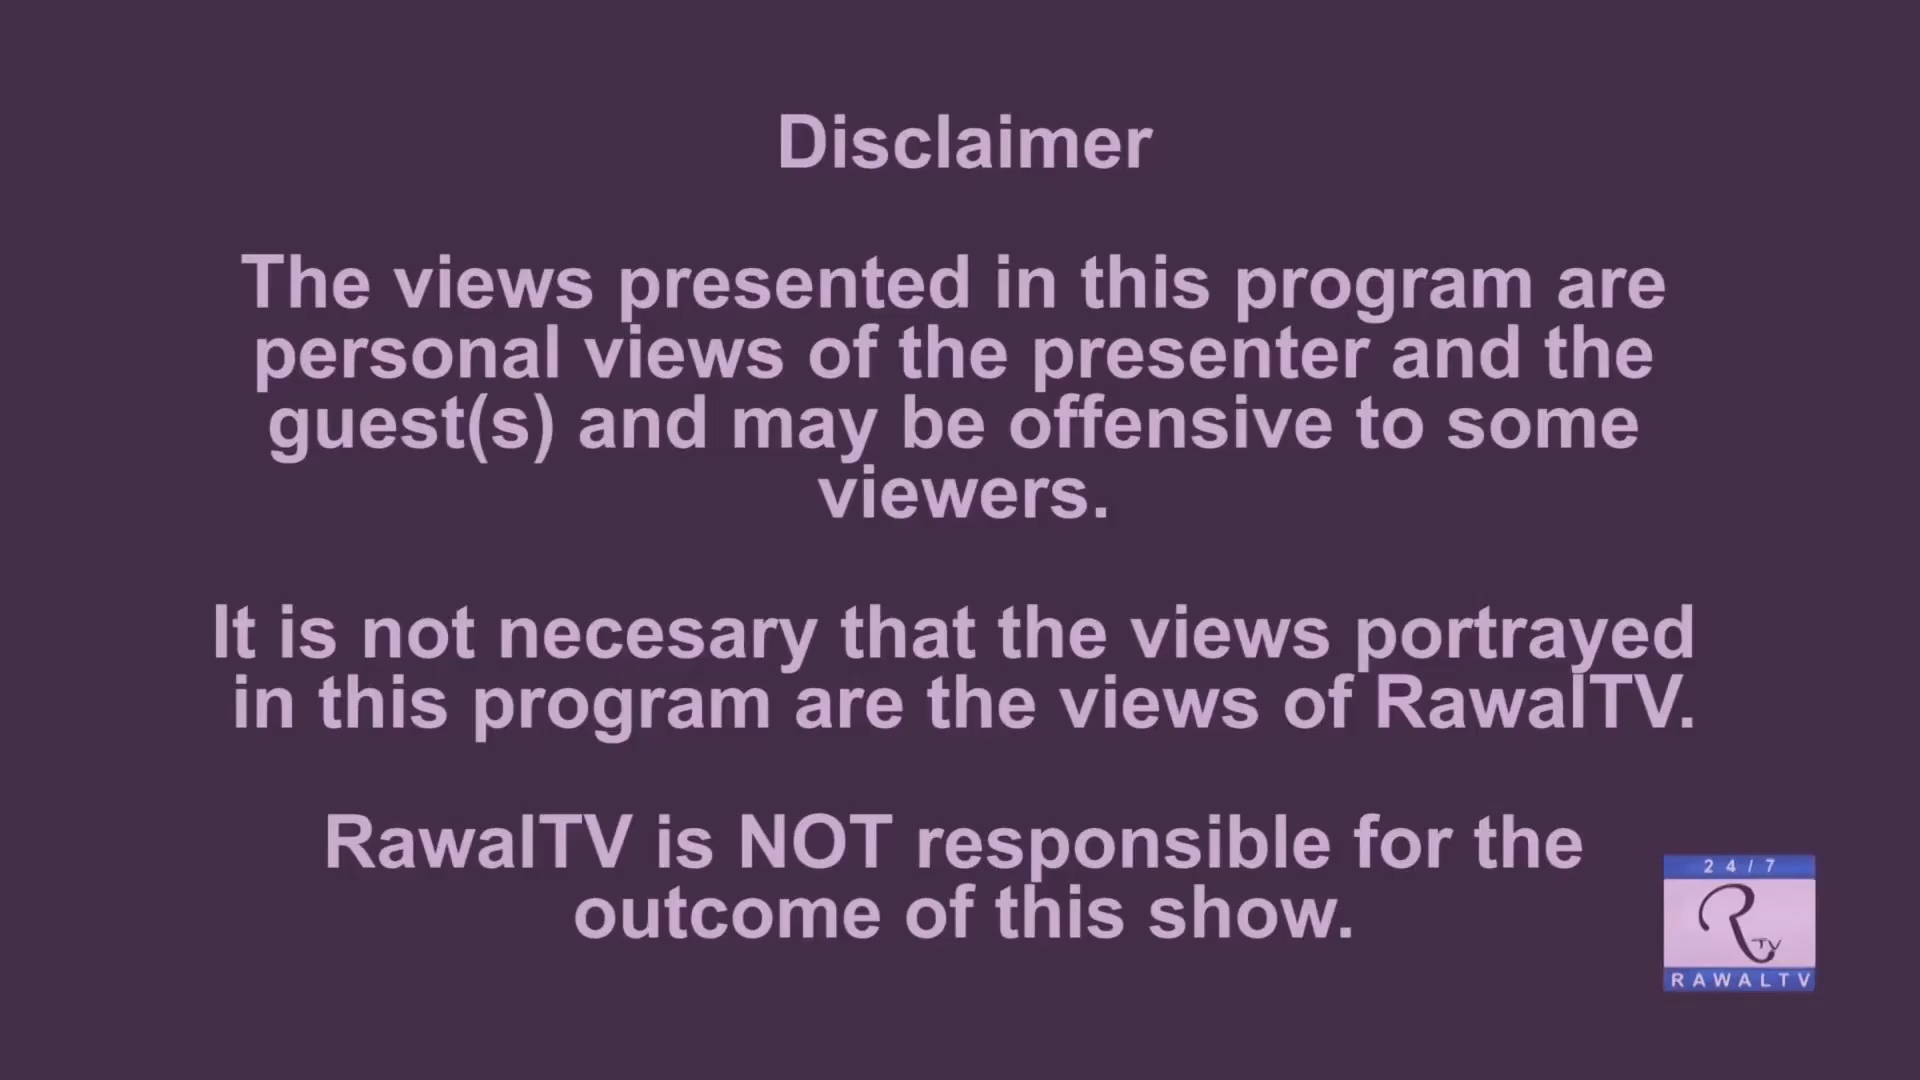 Disclaimer
The views presented in this program are
personal views of the presenter and the
guest(s) and may be offensive to some
viewers.
It is not necesary that the views portrayed
in this program are the views of RawalTV.
RawalTV is NOT responsible for the
outcome of this show.
24/7
R TV
RAWALTV